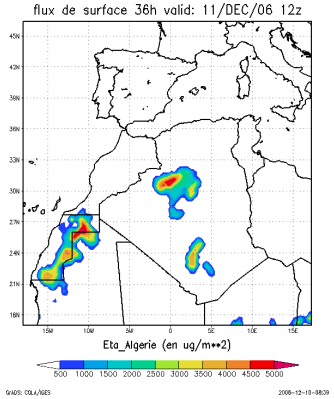 flux de surface 36h valid: 11/DEC/06 12z
45N
42N
39N
36N
33N
30N
27N
24N
21N
18N
15W 10W 5W 0 5E 10E 15E
Eta_Algerie (en ug/m**2)
500 1000 1500 2000 2500 3000 3500 4000 4500 5000
GrADS: COLA/IGES 2006-12-10-08:39